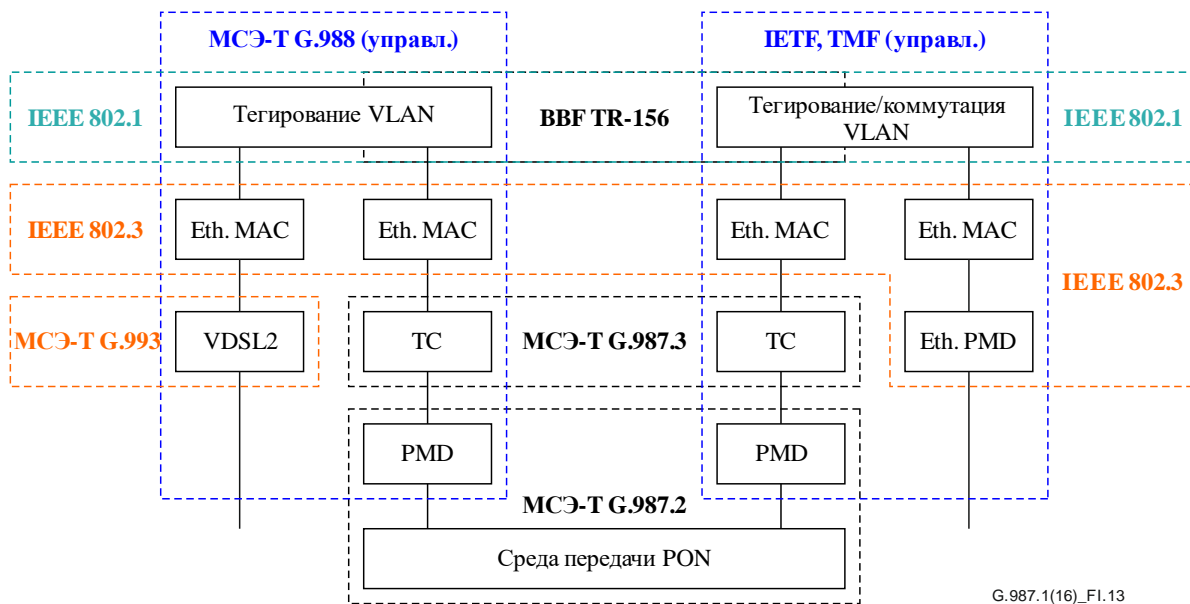 МСЭ-Т G.988 (управл.)
IETF, TMF (управл.)
IEEE 802.1
Тегирование VLAN
BBF TR-156
Тегирование/коммутация
VLAN
IEEE 802.1
IEEE 802.3
Eth. MAC
Eth. MAC
Eth. MAC
Eth. MAC
IEEE 802.3
МСЭ-Т G.993
VDSL2
TC
МСЭ-Т G.987.3
TC
Eth. PMD
PMD
PMD
МСЭ-Т G.987.2
Среда передачи PON
G.987.1(16)_FI.13